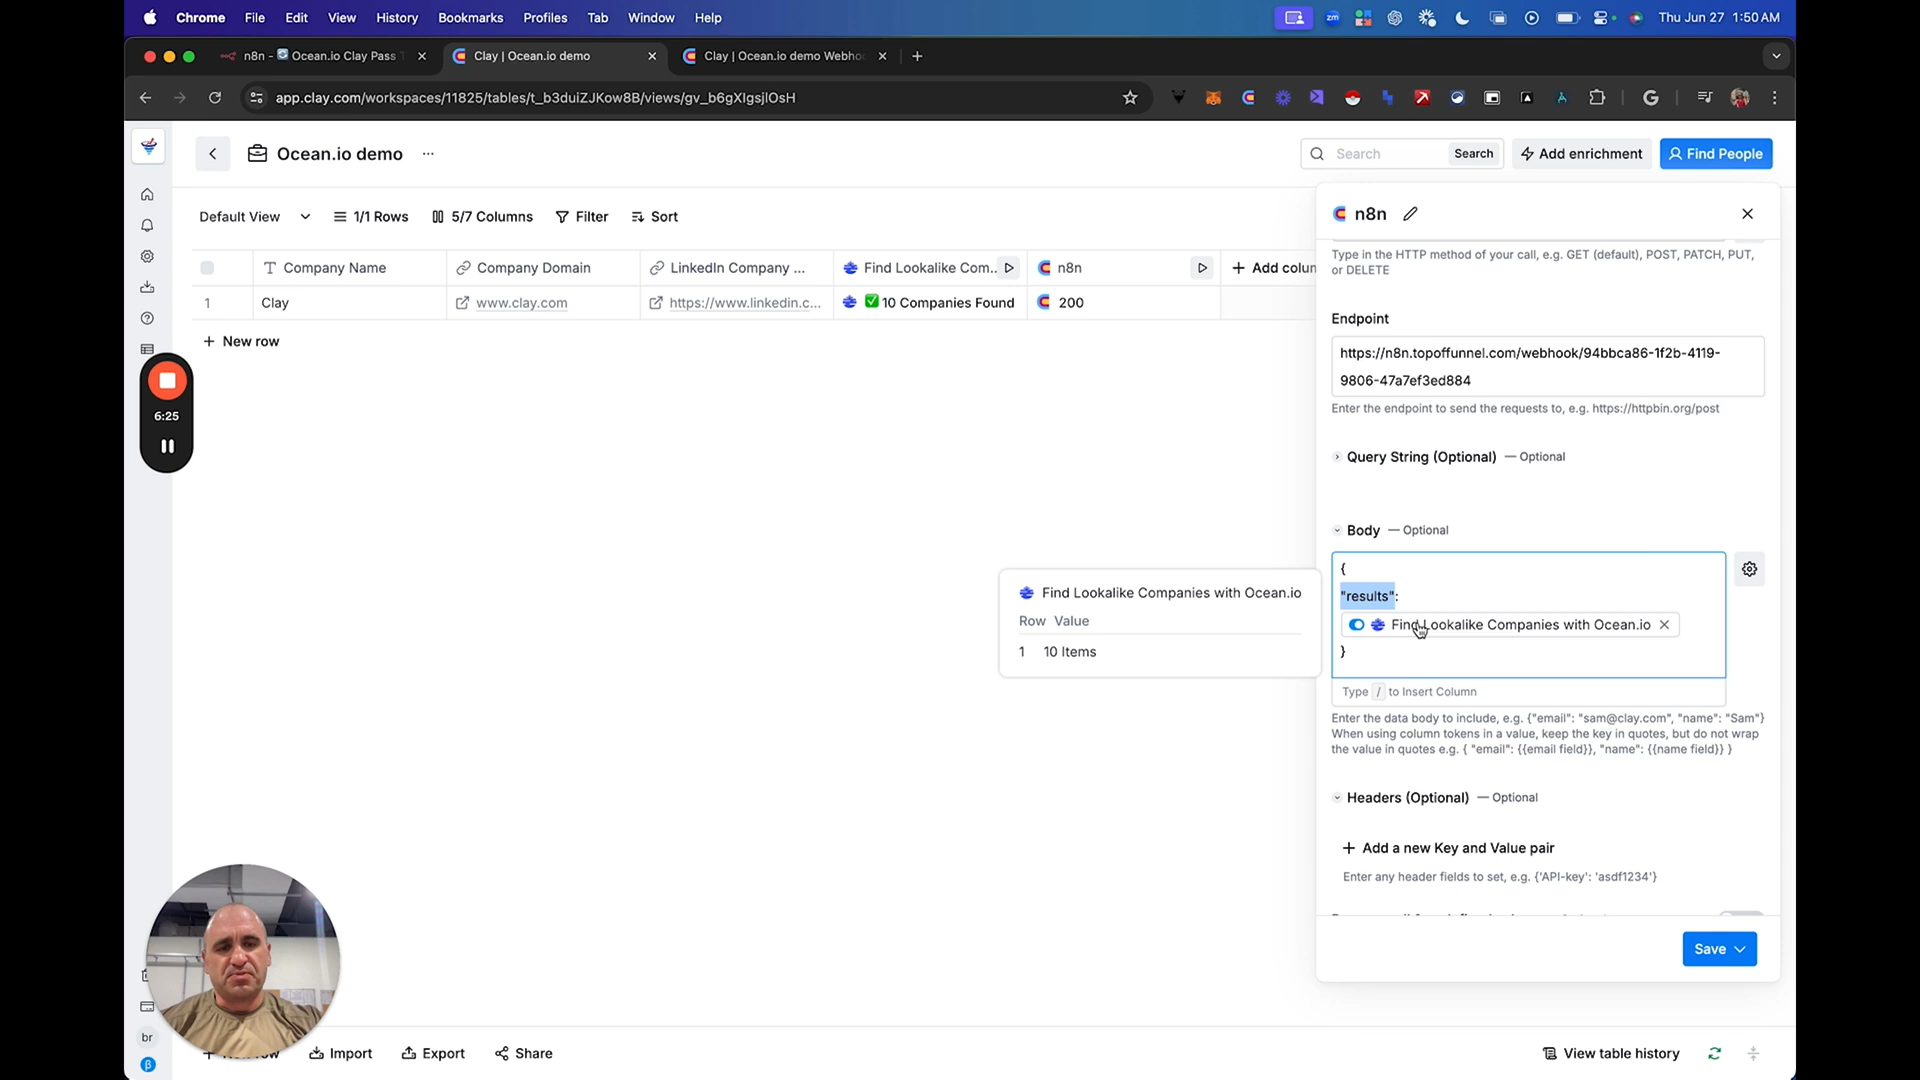 Chrome File Edit View History Bookmarks Profiles Tab Window Help
zm
Thu Jun 27 1:50 AM
n8n - Ocean.io Clay Pass
Clay | Ocean.io demo
Clay | Ocean.io demo Webho
app.clay.com/workspaces/11825/tables/t_b3duiZJKow8B/views/gv_b6gXIgsjlOsH
Ocean.io demo ...
Search Search
Add enrichment
Find People
Default View
1/1 Rows
5/7 Columns
Filter
Sort
n8n
Type in the HTTP method of your call, e.g. GET (default), POST, PATCH, PUT,
or DELETE
Company Name
Company Domain
LinkedIn Company ...
Find Lookalike Com..
n8n
+ Add colun
1
Clay
www.clay.com
https://www.linkedin.c...
10 Companies Found
200
+ New row
Endpoint
https://n8n.topoffunnel.com/webhook/94bbca86-1f2b-4119-
9806-47a7ef3ed884
Enter the endpoint to send the requests to, e.g. https://httpbin.org/post
6:25
Query String (Optional) — Optional
Body — Optional
{
"results":
Find Lookalike Companies with Ocean.io
}
Type / to Insert Column
Find Lookalike Companies with Ocean.io
Row Value
1 10 Items
Enter the data body to include, e.g. {"email": "sam@clay.com", "name": "Sam"}
When using column tokens in a value, keep the key in quotes, but do not wrap
the value in quotes e.g. { "email": {{email field}}, "name": {{name field}} }
Headers (Optional) — Optional
+ Add a new Key and Value pair
Enter any header fields to set, e.g. {'API-key': 'asdf1234'}
Save
br
β
Import
Export
Share
View table history